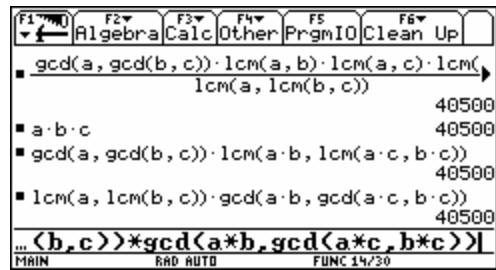 F1 F2 F3 F4 F5 F6
Algebra Calc Other PrgmIO Clean Up
gcd(a,gcd(b,c))·lcm(a,b)·lcm(a,c)·lcm(
lcm(a,lcm(b,c))
40500
a·b·c 40500
gcd(a,gcd(b,c))·lcm(a·b,lcm(a·c,b·c))
40500
lcm(a,lcm(b,c))·gcd(a·b,gcd(a·c,b·c))
40500
…(b,c))*gcd(a*b,gcd(a*c,b*c))
MAIN RAD AUTO FUNC 14/30